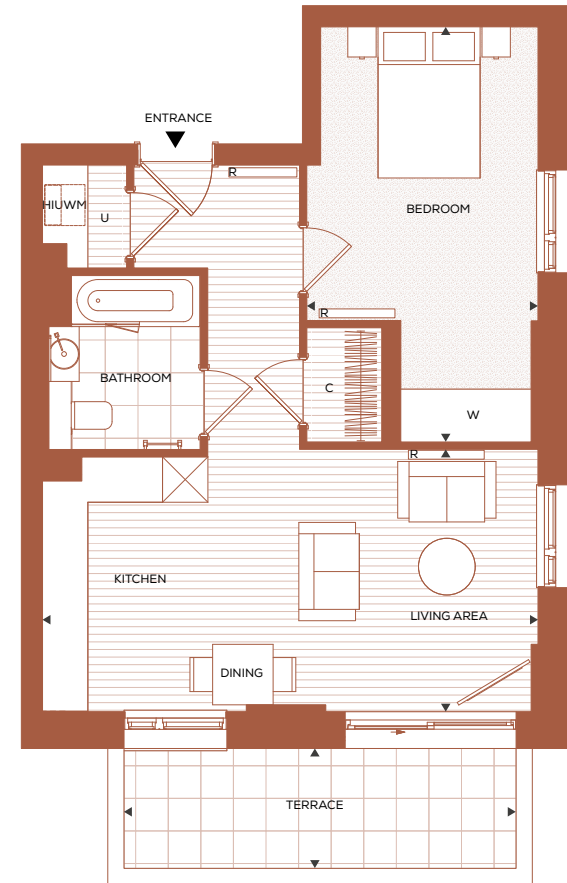 ENTRANCE
R
HIUWM
U
BEDROOM
R
BATHROOM
C
W
R
KITCHEN
LIVING AREA
DINING
TERRACE